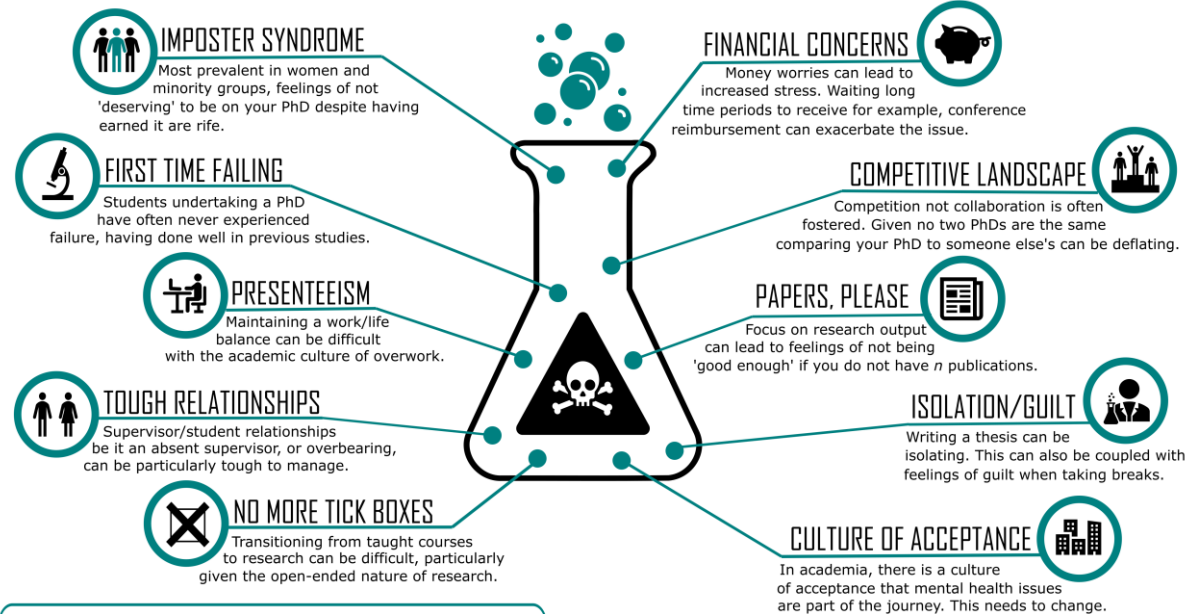 IMPOSTER SYNDROME
Most prevalent in women and
minority groups, feelings of not
'deserving' to be on your PhD despite having
earned it are rife.
FIRST TIME FAILING
Students undertaking a PhD
have often never experienced
failure, having done well in previous studies.
PRESENTEEISM
Maintaining a work/life
balance can be difficult
with the academic culture of overwork.
TOUGH RELATIONSHIPS
Supervisor/student relationships
be it an absent supervisor, or overbearing,
can be particularly tough to manage.
NO MORE TICK BOXES
Transitioning from taught courses
to research can be difficult, particularly
given the open-ended nature of research.
FINANCIAL CONCERNS
Money worries can lead to
increased stress. Waiting long
time periods to receive for example, conference
reimbursement can exacerbate the issue.
COMPETITIVE LANDSCAPE
Competition not collaboration is often
fostered. Given no two PhDs are the same
comparing your PhD to someone else's can be deflating.
PAPERS, PLEASE
Focus on research output
can lead to feelings of not being
'good enough' if you do not have n publications.
ISOLATION/GUILT
Writing a thesis can be
isolating. This can also be coupled with
feelings of guilt when taking breaks.
CULTURE OF ACCEPTANCE
In academia, there is a culture
of acceptance that mental health issues
are part of the journey. This needs to change.